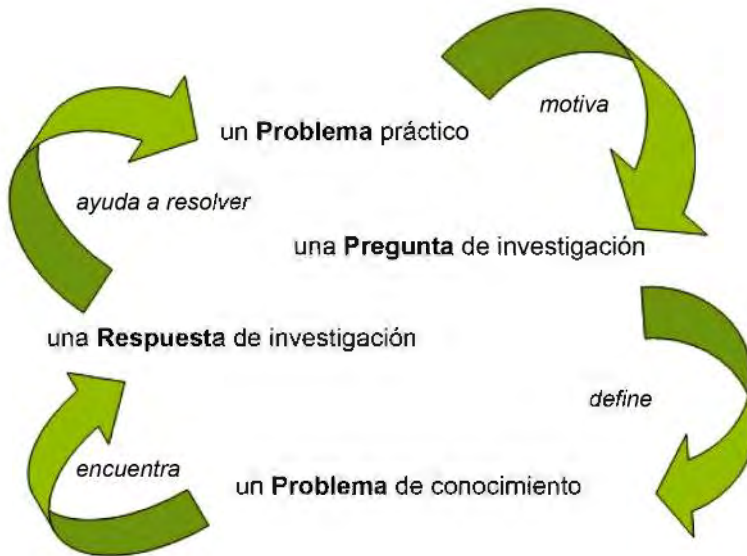 un Problema práctico
motiva
ayuda a resolver
una Pregunta de investigación
una Respuesta de investigación
define
encuentra
un Problema de conocimiento